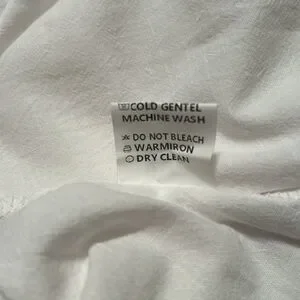 COLD GENTEL
MACHINE WASH
DO NOT BLEACH
WARMIRON
DRY CLEAN